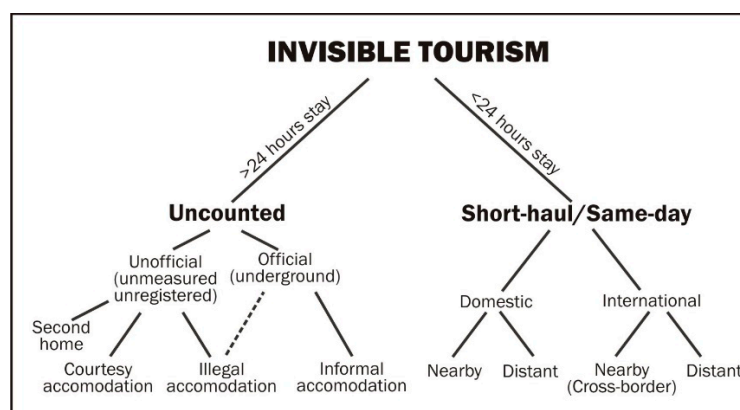 INVISIBLE TOURISM
>24 hours stay
<24 hours stay
Uncounted
Short-haul/Same-day
Unofficial
(unmeasured
unregistered)
Official
(underground)
Domestic
International
Second
home
Courtesy
accomodation
Illegal
accomodation
Informal
accomodation
Nearby
Distant
Nearby
(Cross-border)
Distant